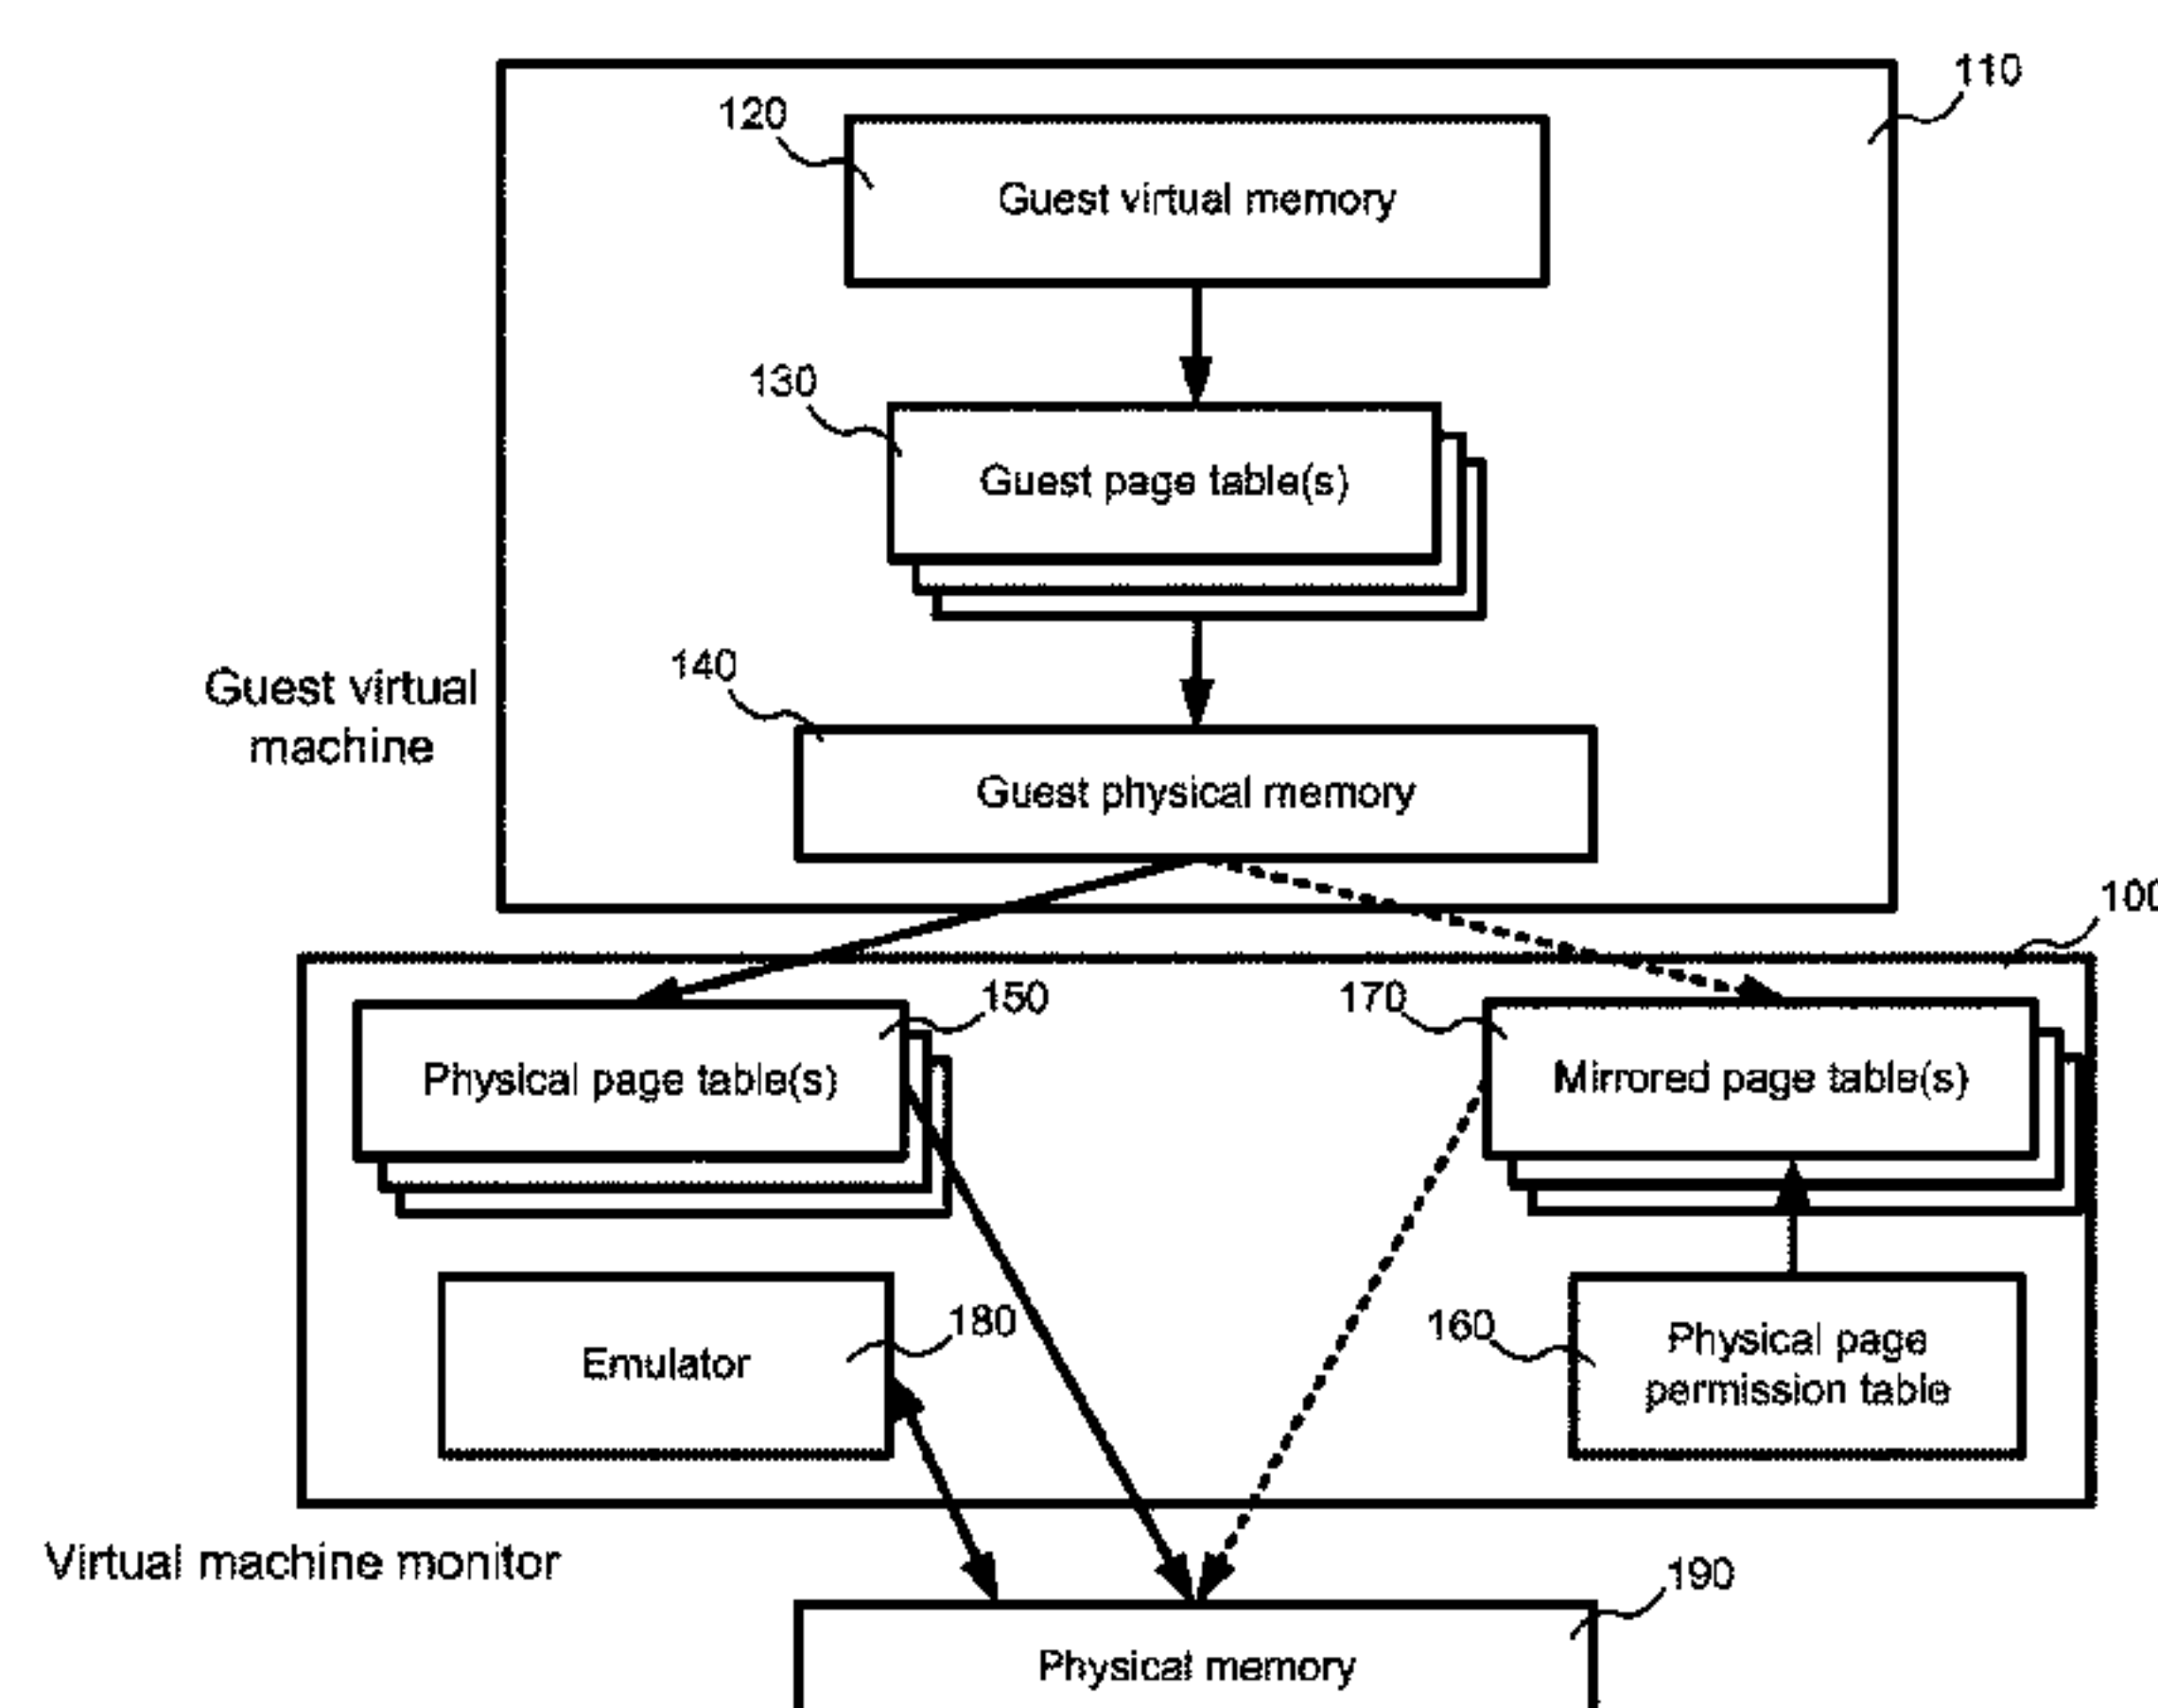 110
120
Guest virtual memory
130
Guest page table(s)
140
Guest virtual
machine
Guest physical memory
100
150
170
Physical page table(s)
Mirrored page table(s)
180
160
Emulator
Physical page
permission table
Virtual machine monitor
190
Physical memory